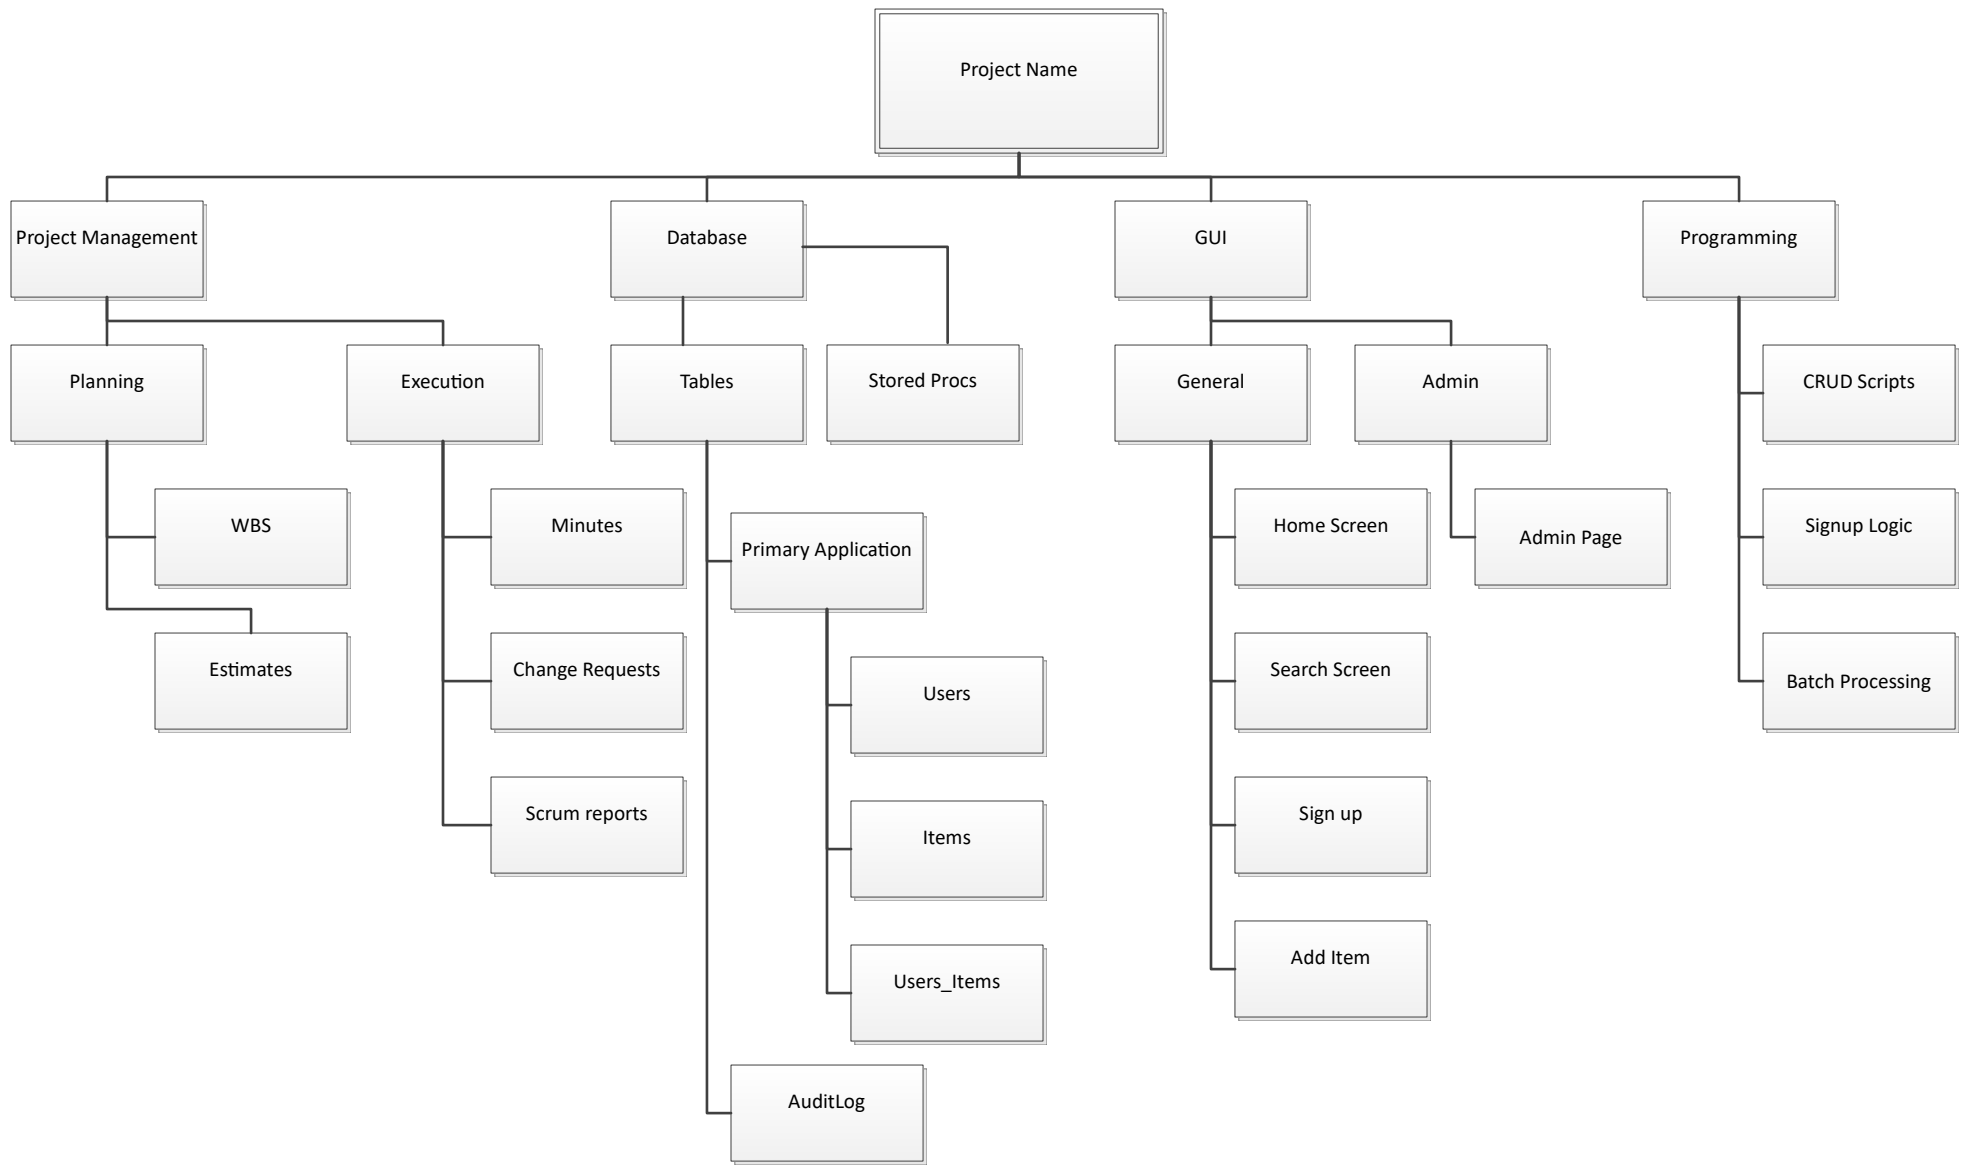 Project Name
Project Management
Database
GUI
Programming
Planning
Execution
Tables
Stored Procs
General
Admin
CRUD Scripts
WBS
Minutes
Primary Application
Home Screen
Admin Page
Signup Logic
Estimates
Change Requests
Users
Search Screen
Batch Processing
Scrum reports
Items
Sign up
Users_Items
Add Item
AuditLog